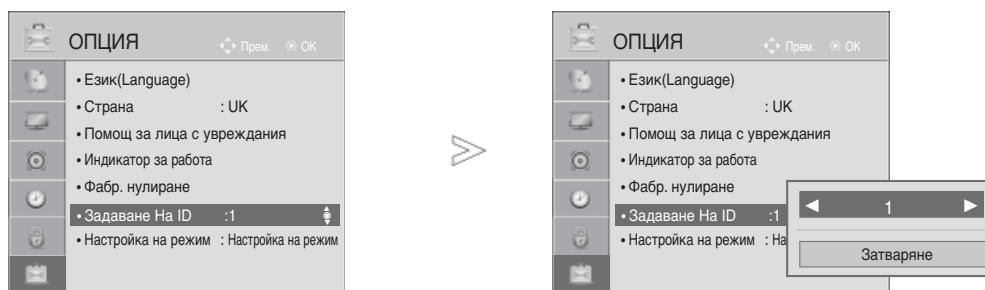 ОПЦИЯ
Прем. OK
• Език(Language)
• Страна : UK
• Помощ за лица с увреждания
• Индикатор за работа
• Фабр. нулиране
• Задаване На ID :1
• Настройка на режим : Настройка на режим
ОПЦИЯ
Прем. OK
• Език(Language)
• Страна : UK
• Помощ за лица с увреждания
• Индикатор за работа
• Фабр. нулиране
• Задаване На ID :1
• Настройка на режим : На
◄ 1 ►
Затваряне